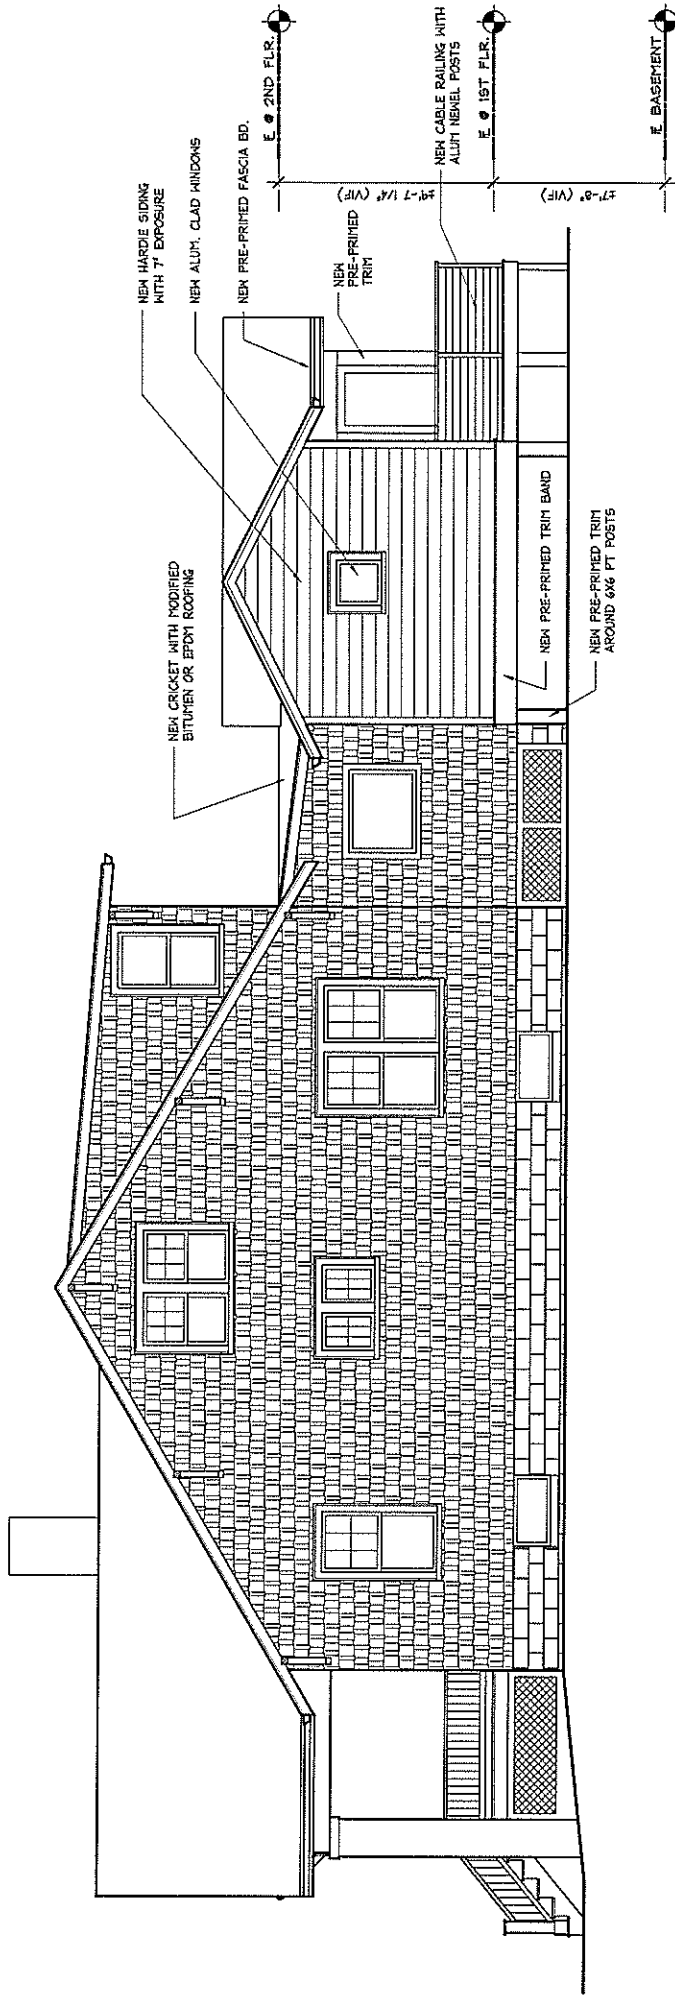 NEW HARDIE SIDING
WITH 7" EXPOSURE
NEW ALUM. CLAD WINDOWS
NEW PRE-PRIMED FASCIA BD.
NEW CRICKET WITH MODIFIED
BITUMEN OR EPDM ROOFING
NEW
PRE-PRIMED
TRIM
NEW CABLE RAILING WITH
ALUM NEWEL POSTS
NEW PRE-PRIMED TRIM BAND
NEW PRE-PRIMED TRIM
AROUND 6X6 PT POSTS
@ 2ND FLR.
±9'-7 1/4" (VIF)
@ 1ST FLR.
±7'-8" (VIF)
BASEMENT